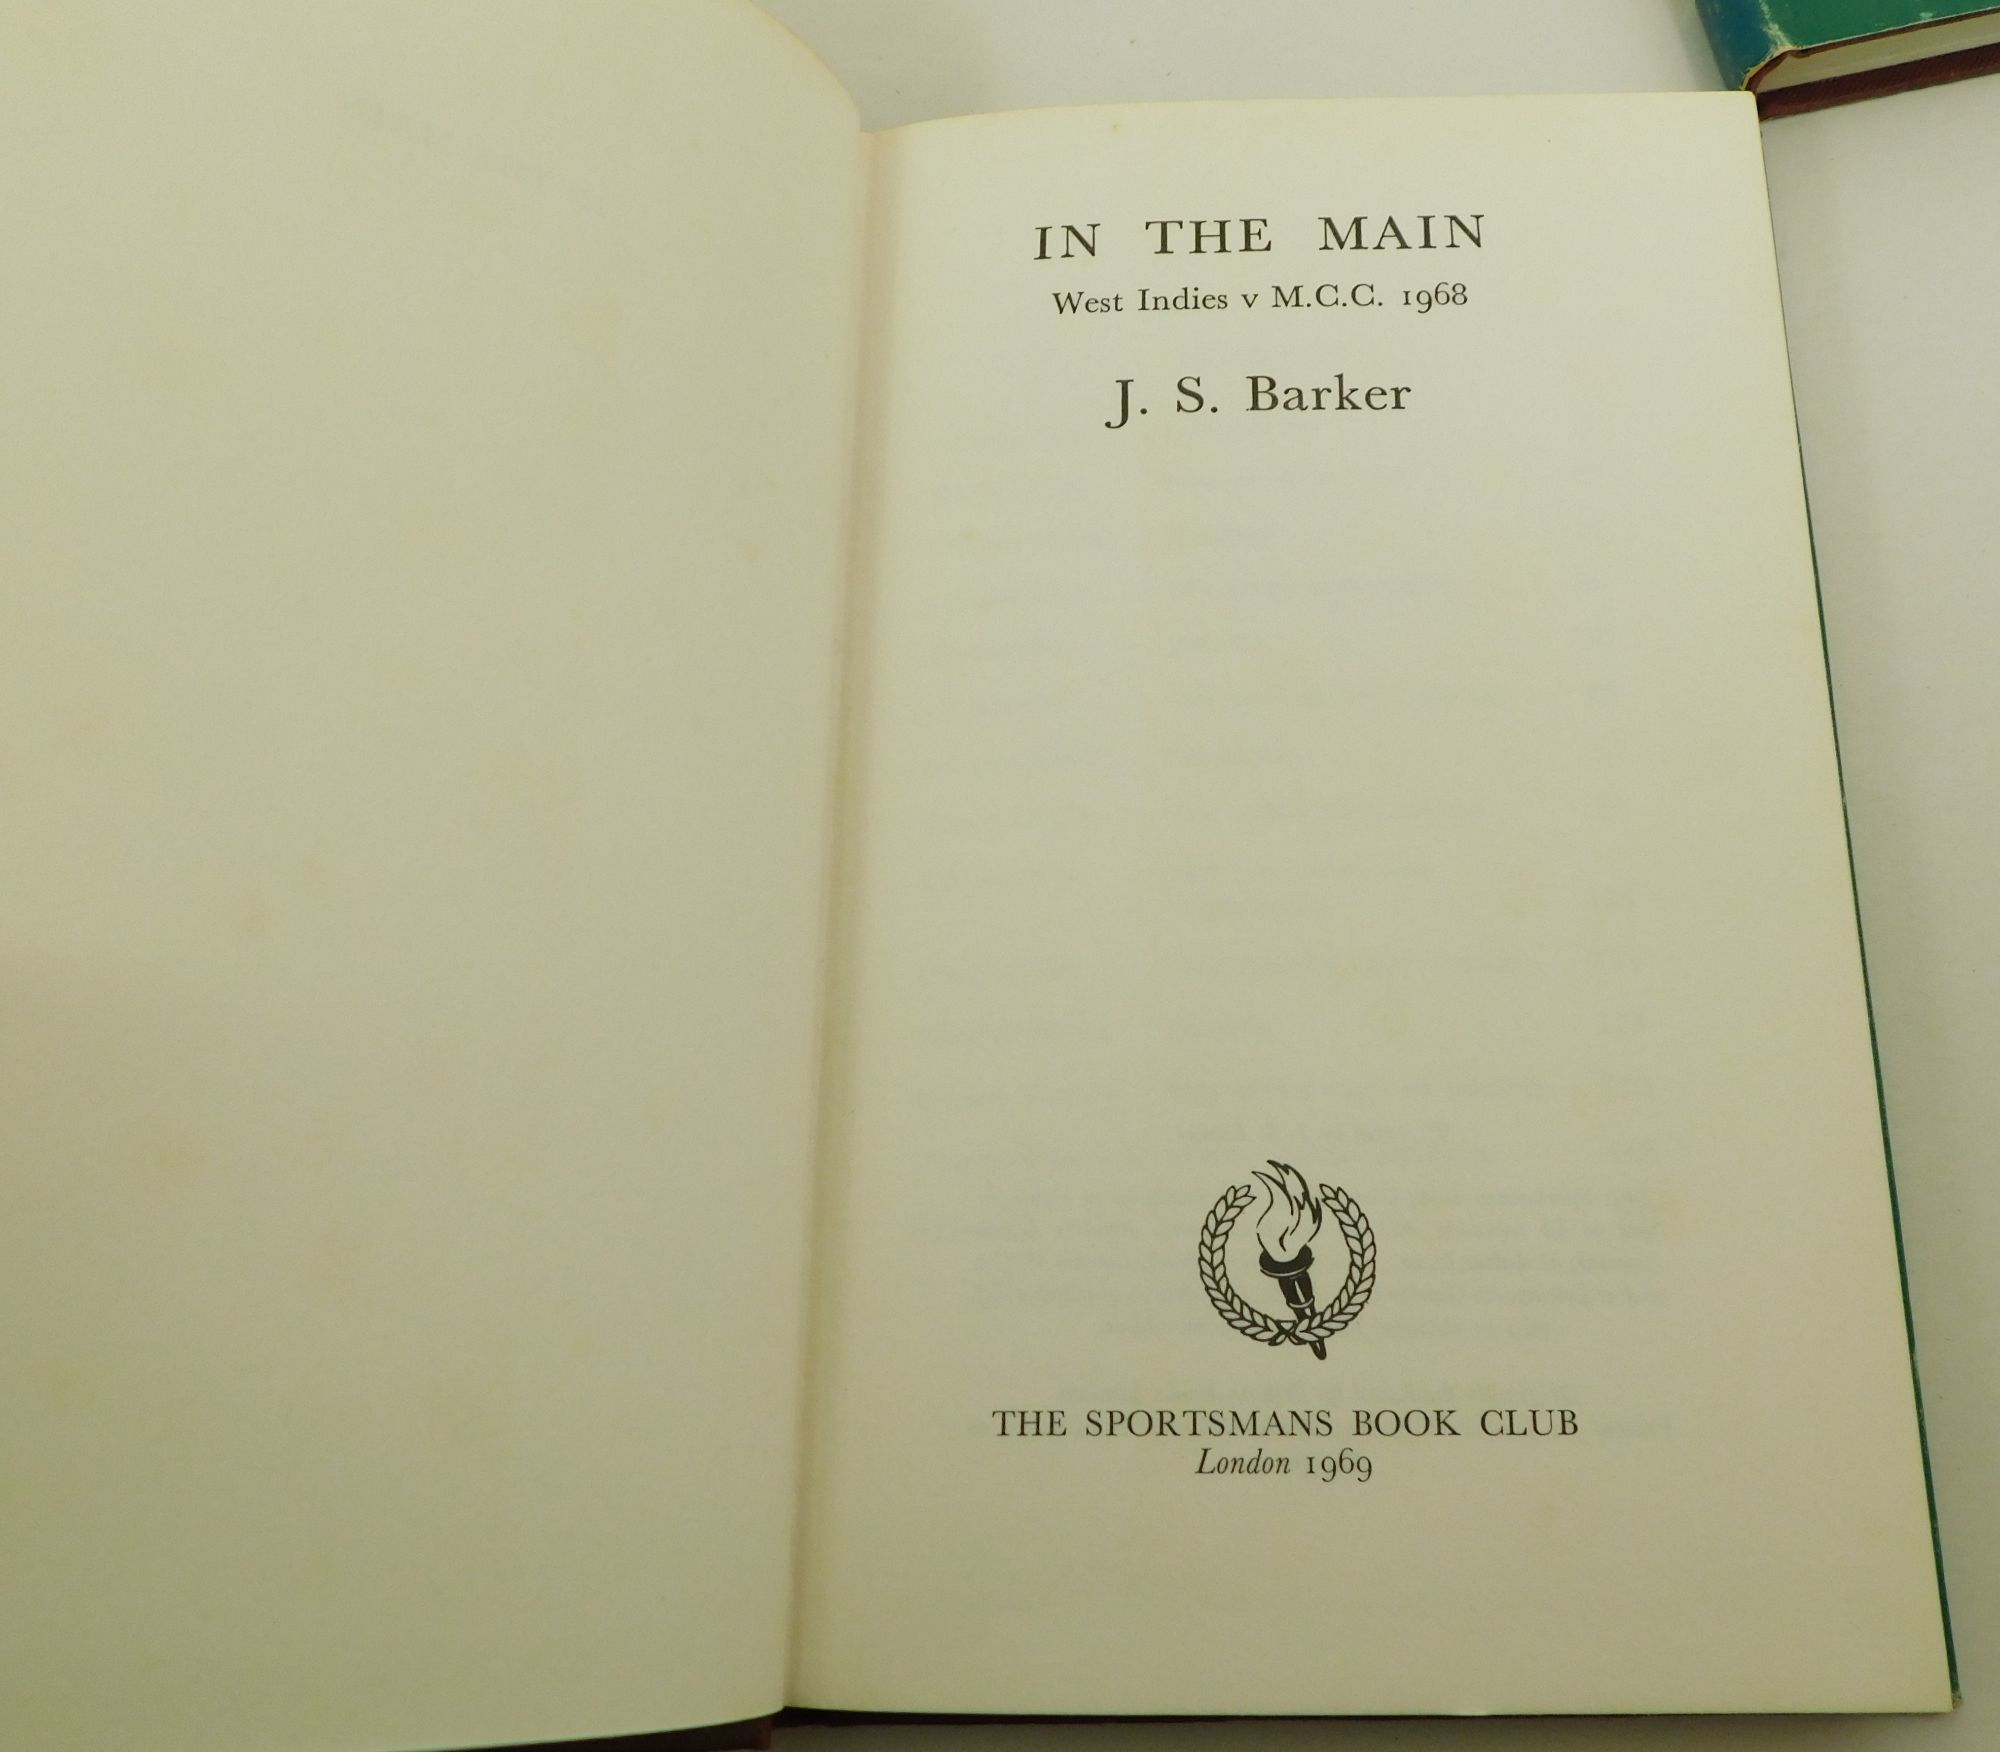 IN THE MAIN
West Indies v M.C.C. 1968
J. S. Barker
THE SPORTSMANS BOOK CLUB
London 1969